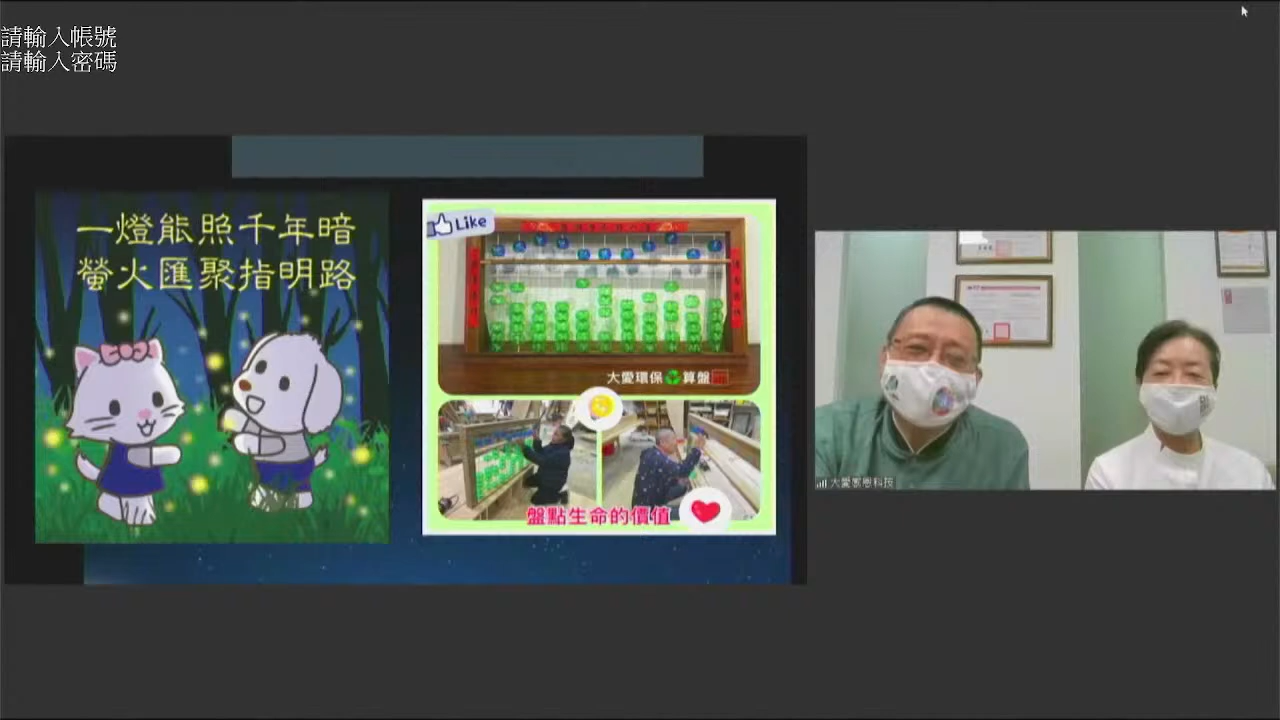 請輸入帳號
請輸入密碼
一燈能照千年暗
螢火匯聚指明路
Like
大愛環保算盤
盤點生命的價值
大愛感恩科技